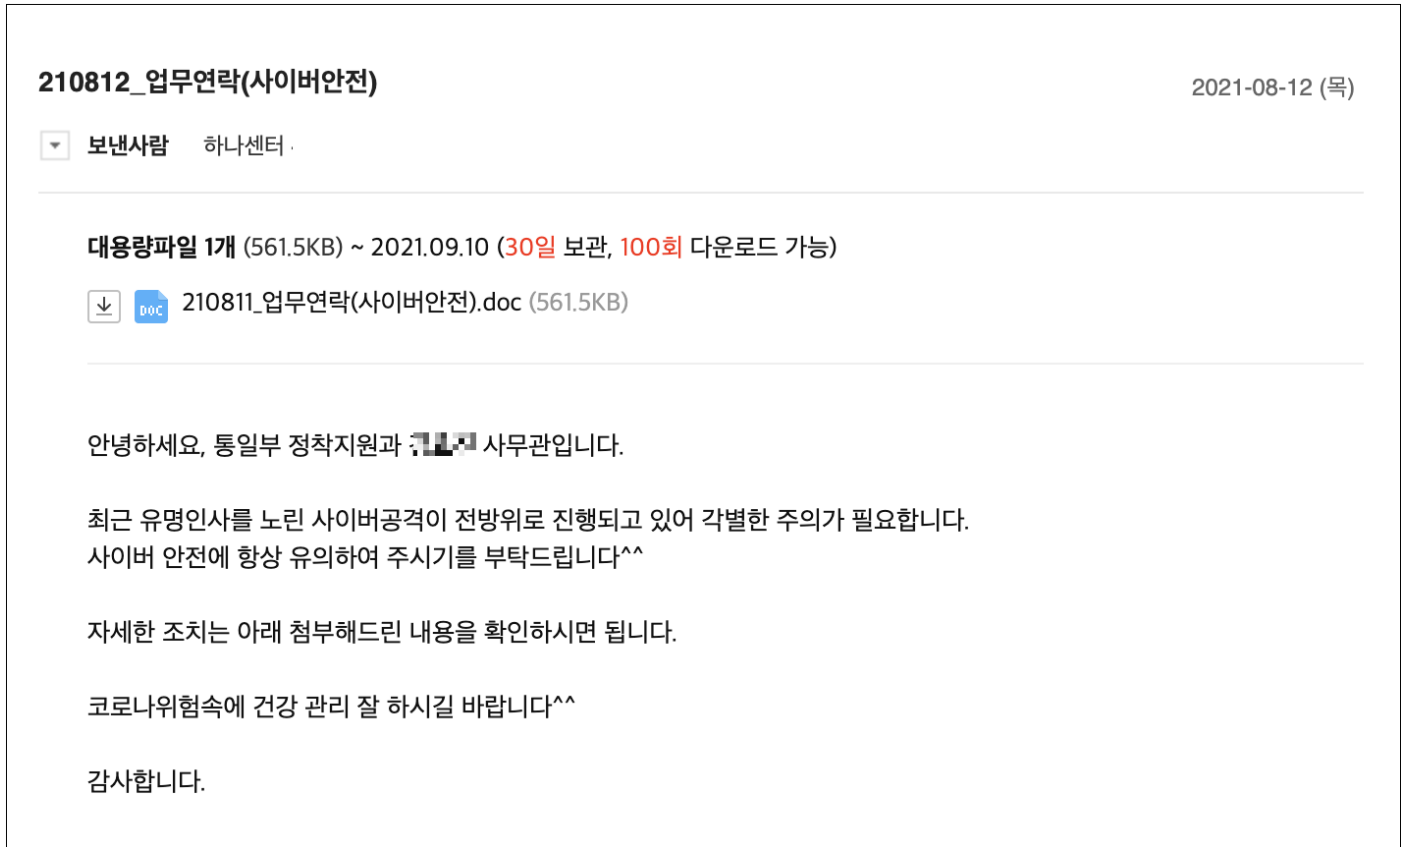 210812_업무연락(사이버안전)
2021-08-12 (목)
보낸사람 하나센터
대용량파일 1개 (561.5KB) ~ 2021.09.10 (30일 보관, 100회 다운로드 가능)
DOC 210811_업무연락(사이버안전).doc (561.5KB)
안녕하세요, 통일부 정착지원과 사무관입니다.
최근 유명인사를 노린 사이버공격이 전방위로 진행되고 있어 각별한 주의가 필요합니다.
사이버 안전에 항상 유의하여 주시기를 부탁드립니다^^
자세한 조치는 아래 첨부해드린 내용을 확인하시면 됩니다.
코로나위험속에 건강 관리 잘 하시길 바랍니다^^
감사합니다.